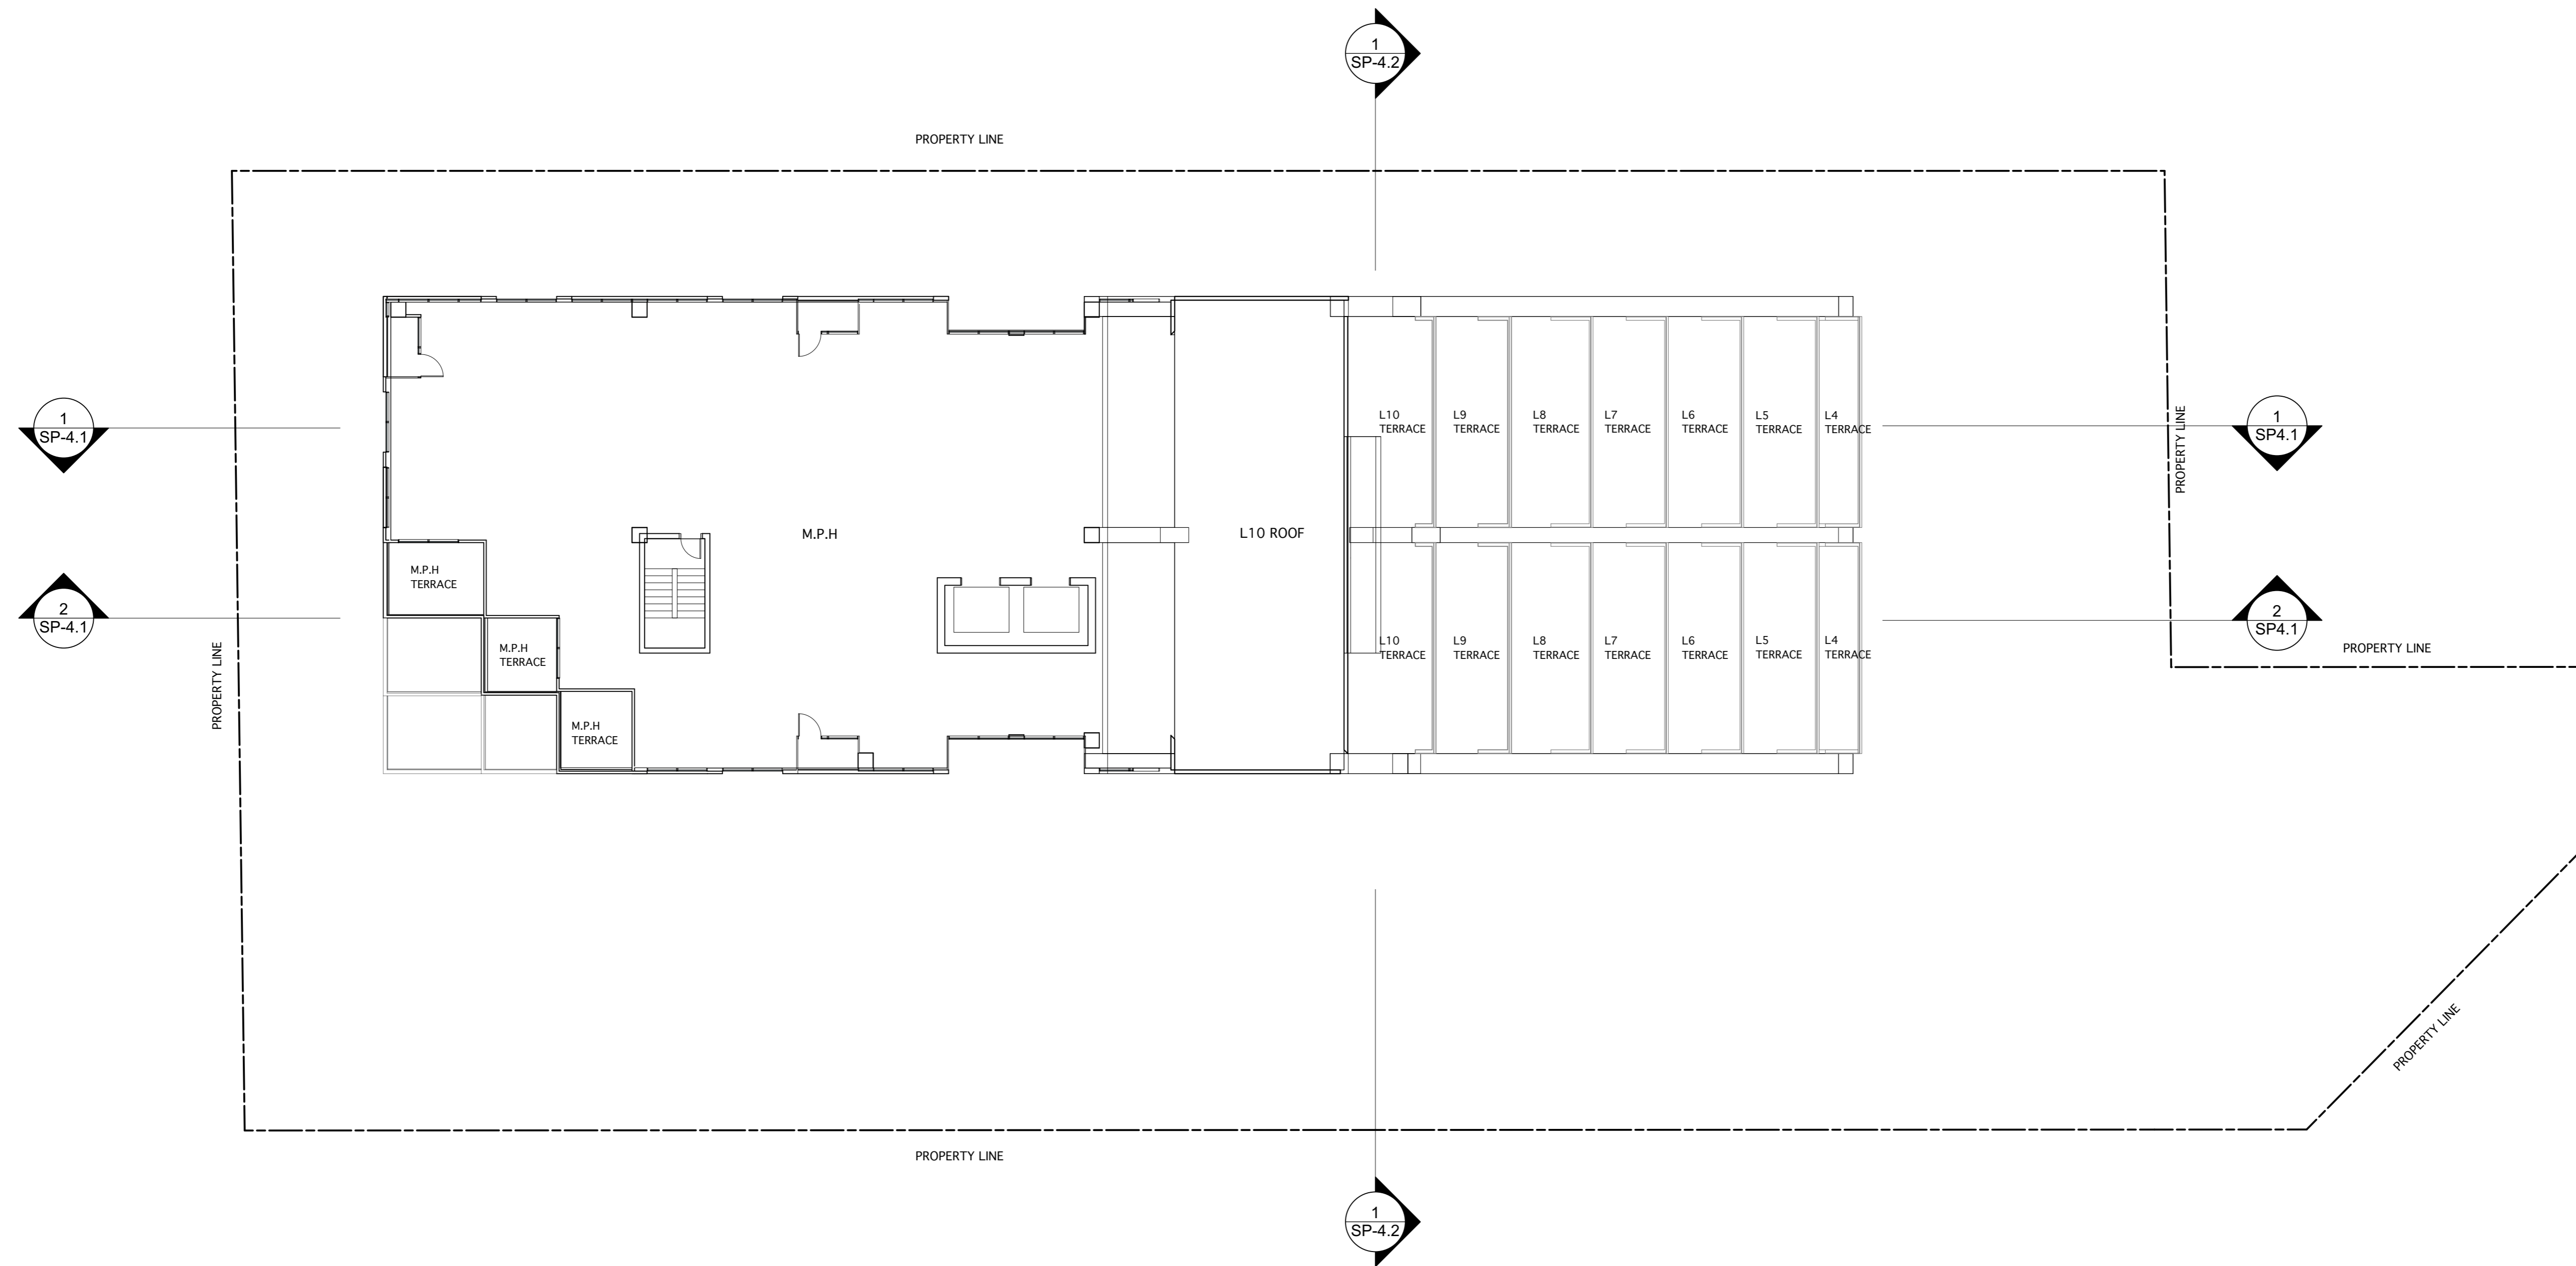 1
SP-4.2
PROPERTY LINE
1
SP-4.1
1
SP4.1
PROPERTY LINE
L10
TERRACE
L9
TERRACE
L8
TERRACE
L7
TERRACE
L6
TERRACE
L5
TERRACE
L4
TERRACE
M.P.H
L10 ROOF
M.P.H
TERRACE
2
SP-4.1
2
SP4.1
M.P.H
TERRACE
L10
TERRACE
L9
TERRACE
L8
TERRACE
L7
TERRACE
L6
TERRACE
L5
TERRACE
L4
TERRACE
PROPERTY LINE
PROPERTY LINE
M.P.H
TERRACE
PROPERTY LINE
PROPERTY LINE
1
SP-4.2